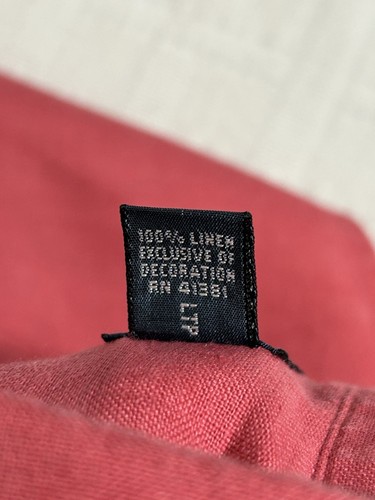 100% LINEN
EXCLUSIVE OF
DECORATION
RN 41381
LTP